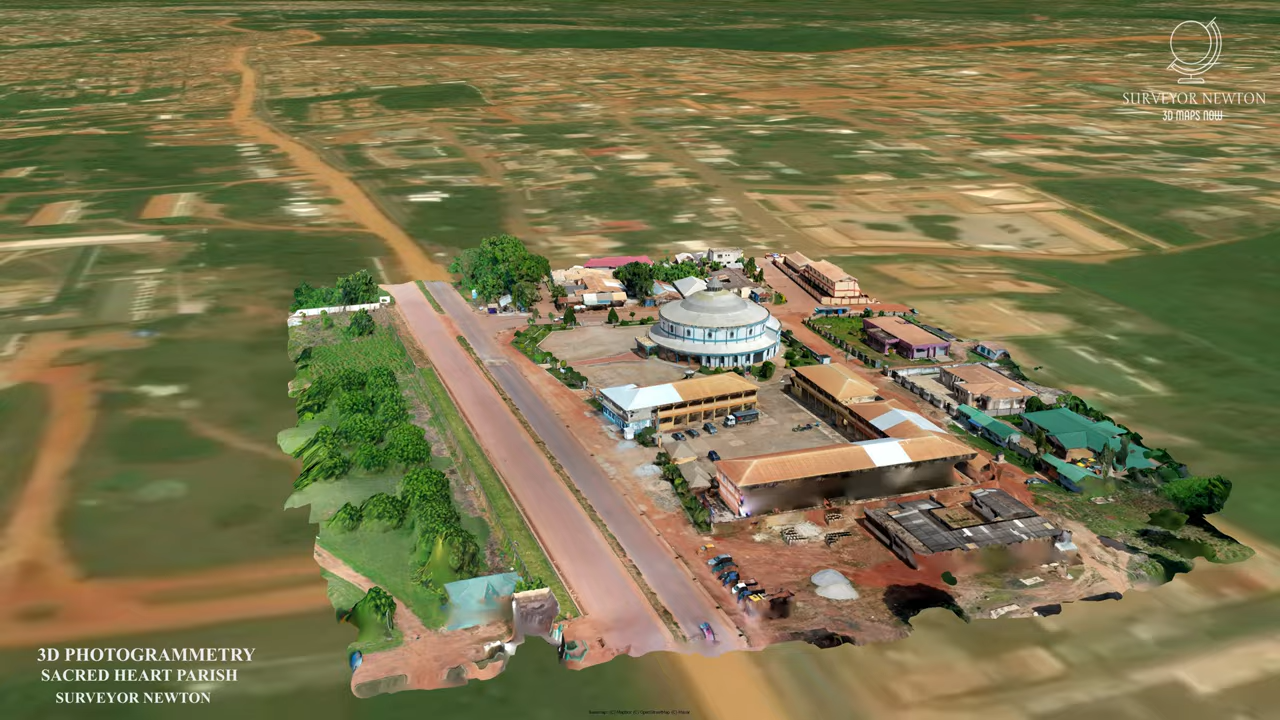 SURVEYOR NEWTON
3D MAPS NOW
3D PHOTOGRAMMETRY
SACRED HEART PARISH
SURVEYOR NEWTON